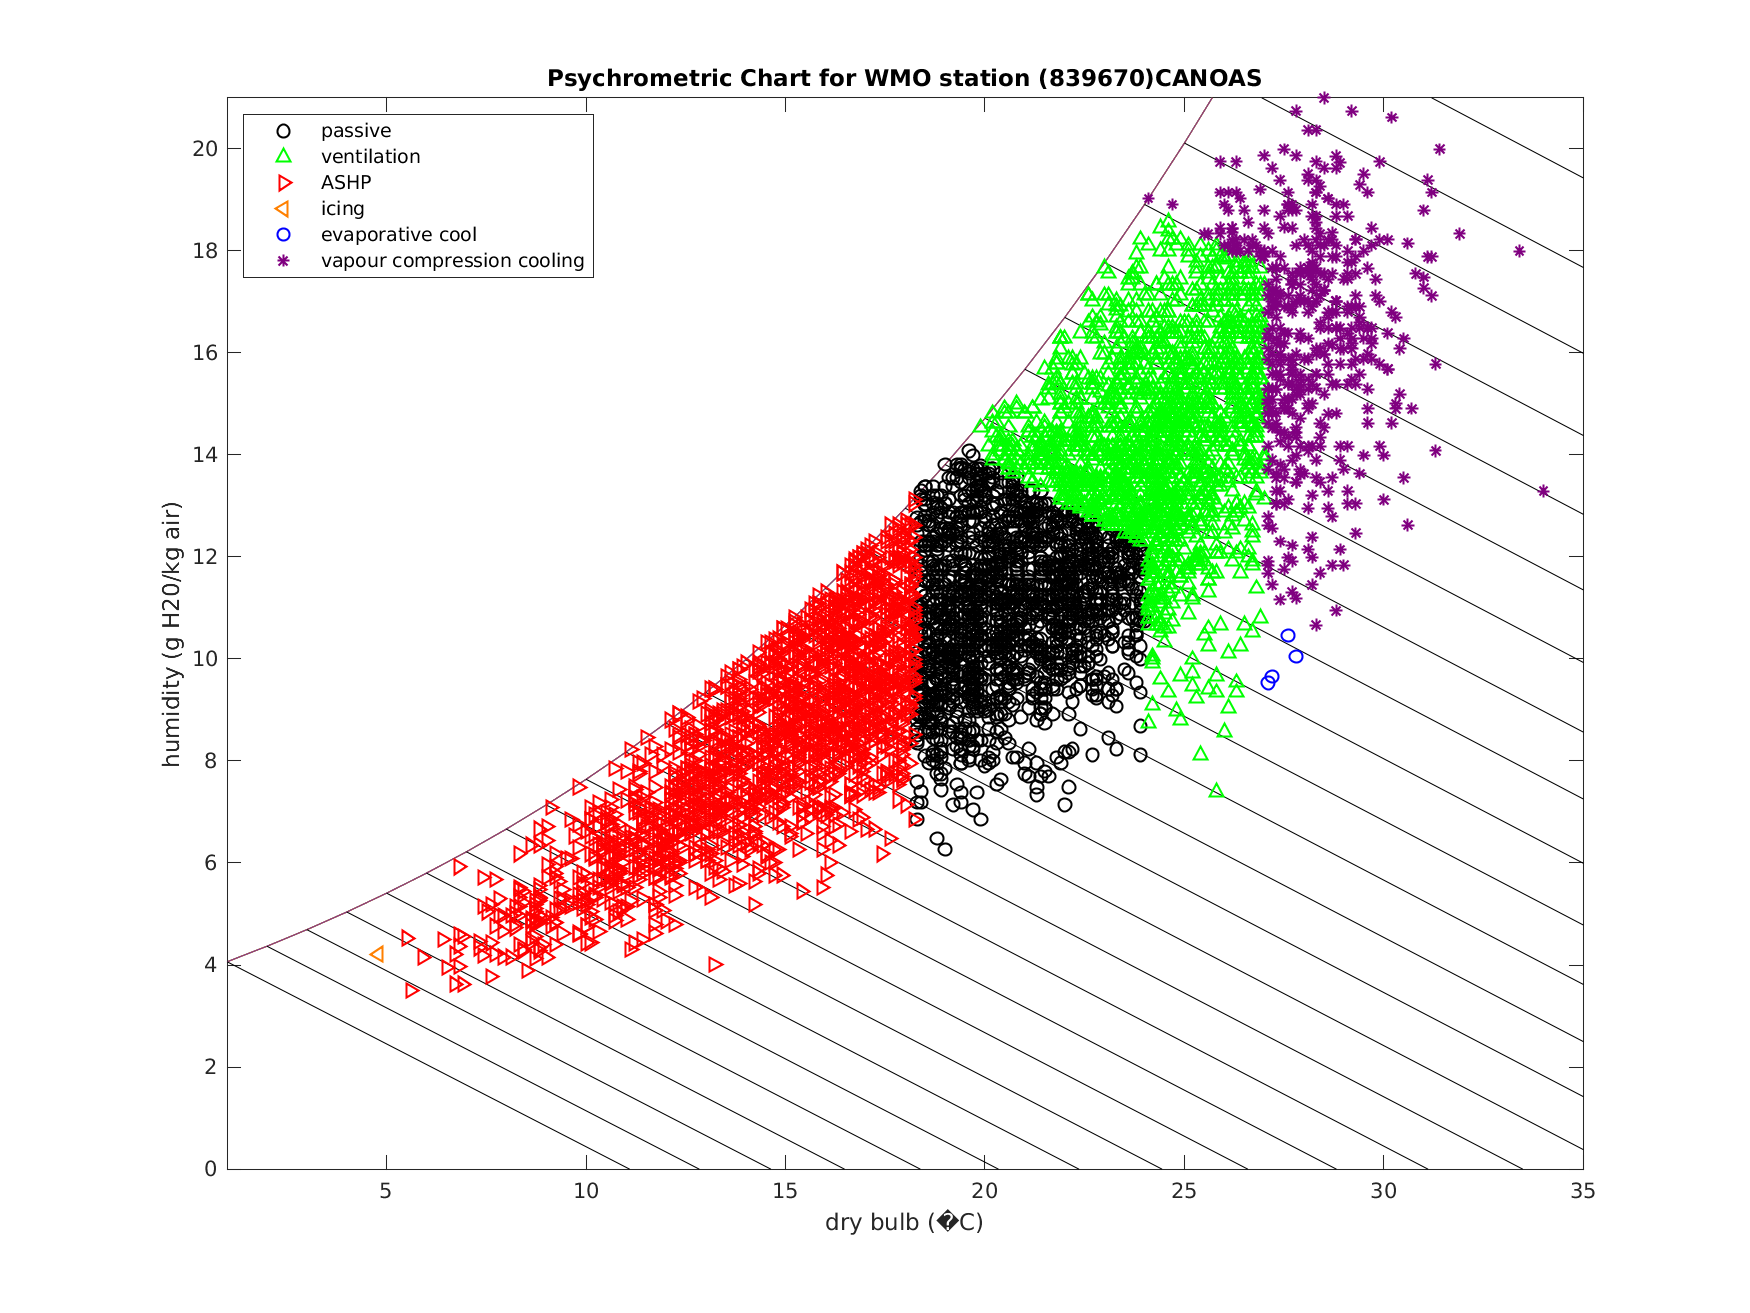 Psychrometric Chart for WMO station (839670)CANOAS
passive
ventilation
ASHP
icing
evaporative cool
vapour compression cooling
humidity (g H20/kg air)
20
18
16
14
12
10
8
6
4
2
0
5
10
15
20
25
30
35
dry bulb (�C)